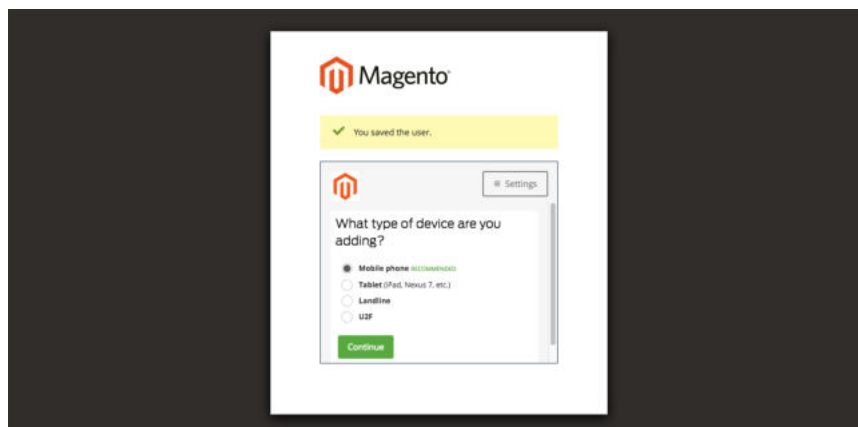 Magento
You saved the user.
Settings
What type of device are you
adding?
Mobile phone RECOMMENDED
Tablet (iPad, Nexus 7, etc.)
Landline
U2F
Continue